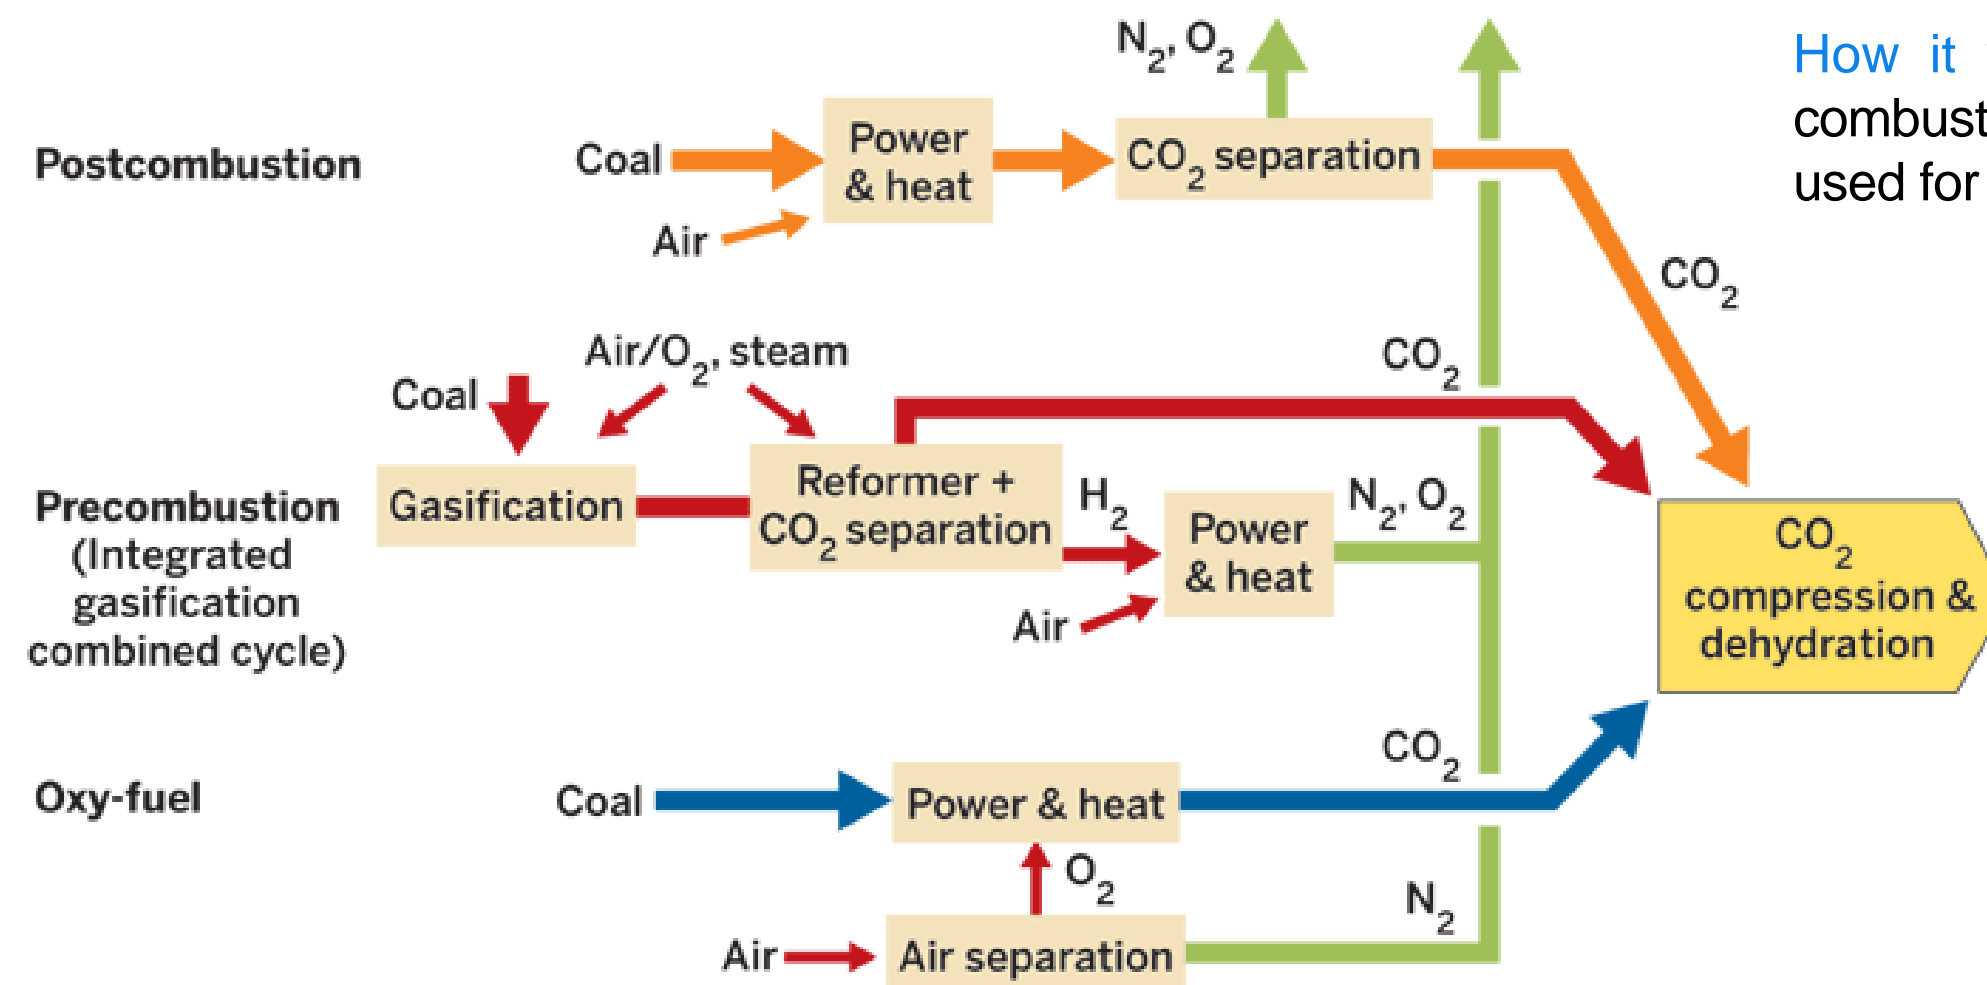 N2, O2
Postcombustion
Coal
Air
Power
& heat
CO2 separation
CO2
How it
combust
used for
Coal
Air/O2, steam
CO2
Precombustion
(Integrated
gasification
combined cycle)
Gasification
Reformer +
CO2 separation
H2
Air
Power
& heat
N2, O2
CO2
compression &
dehydration
Oxy-fuel
Coal
Power & heat
CO2
O2
Air
Air separation
N2